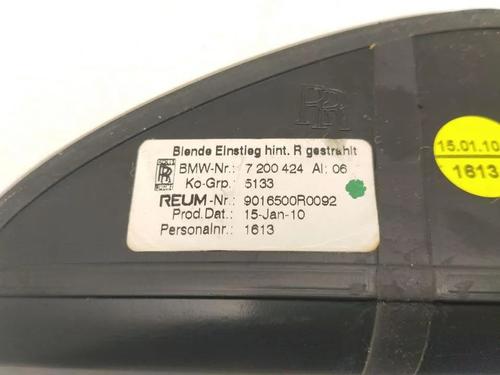 Blende Einstieg hint. R gestrahlt
BMW-Nr.: 7 200 424 AI: 06
Ko-Grp.: 5133
REUM-Nr.: 9016500R0092
Prod.Dat.: 15-Jan-10
Personalnr.: 1613
15.01.10
1613
RR